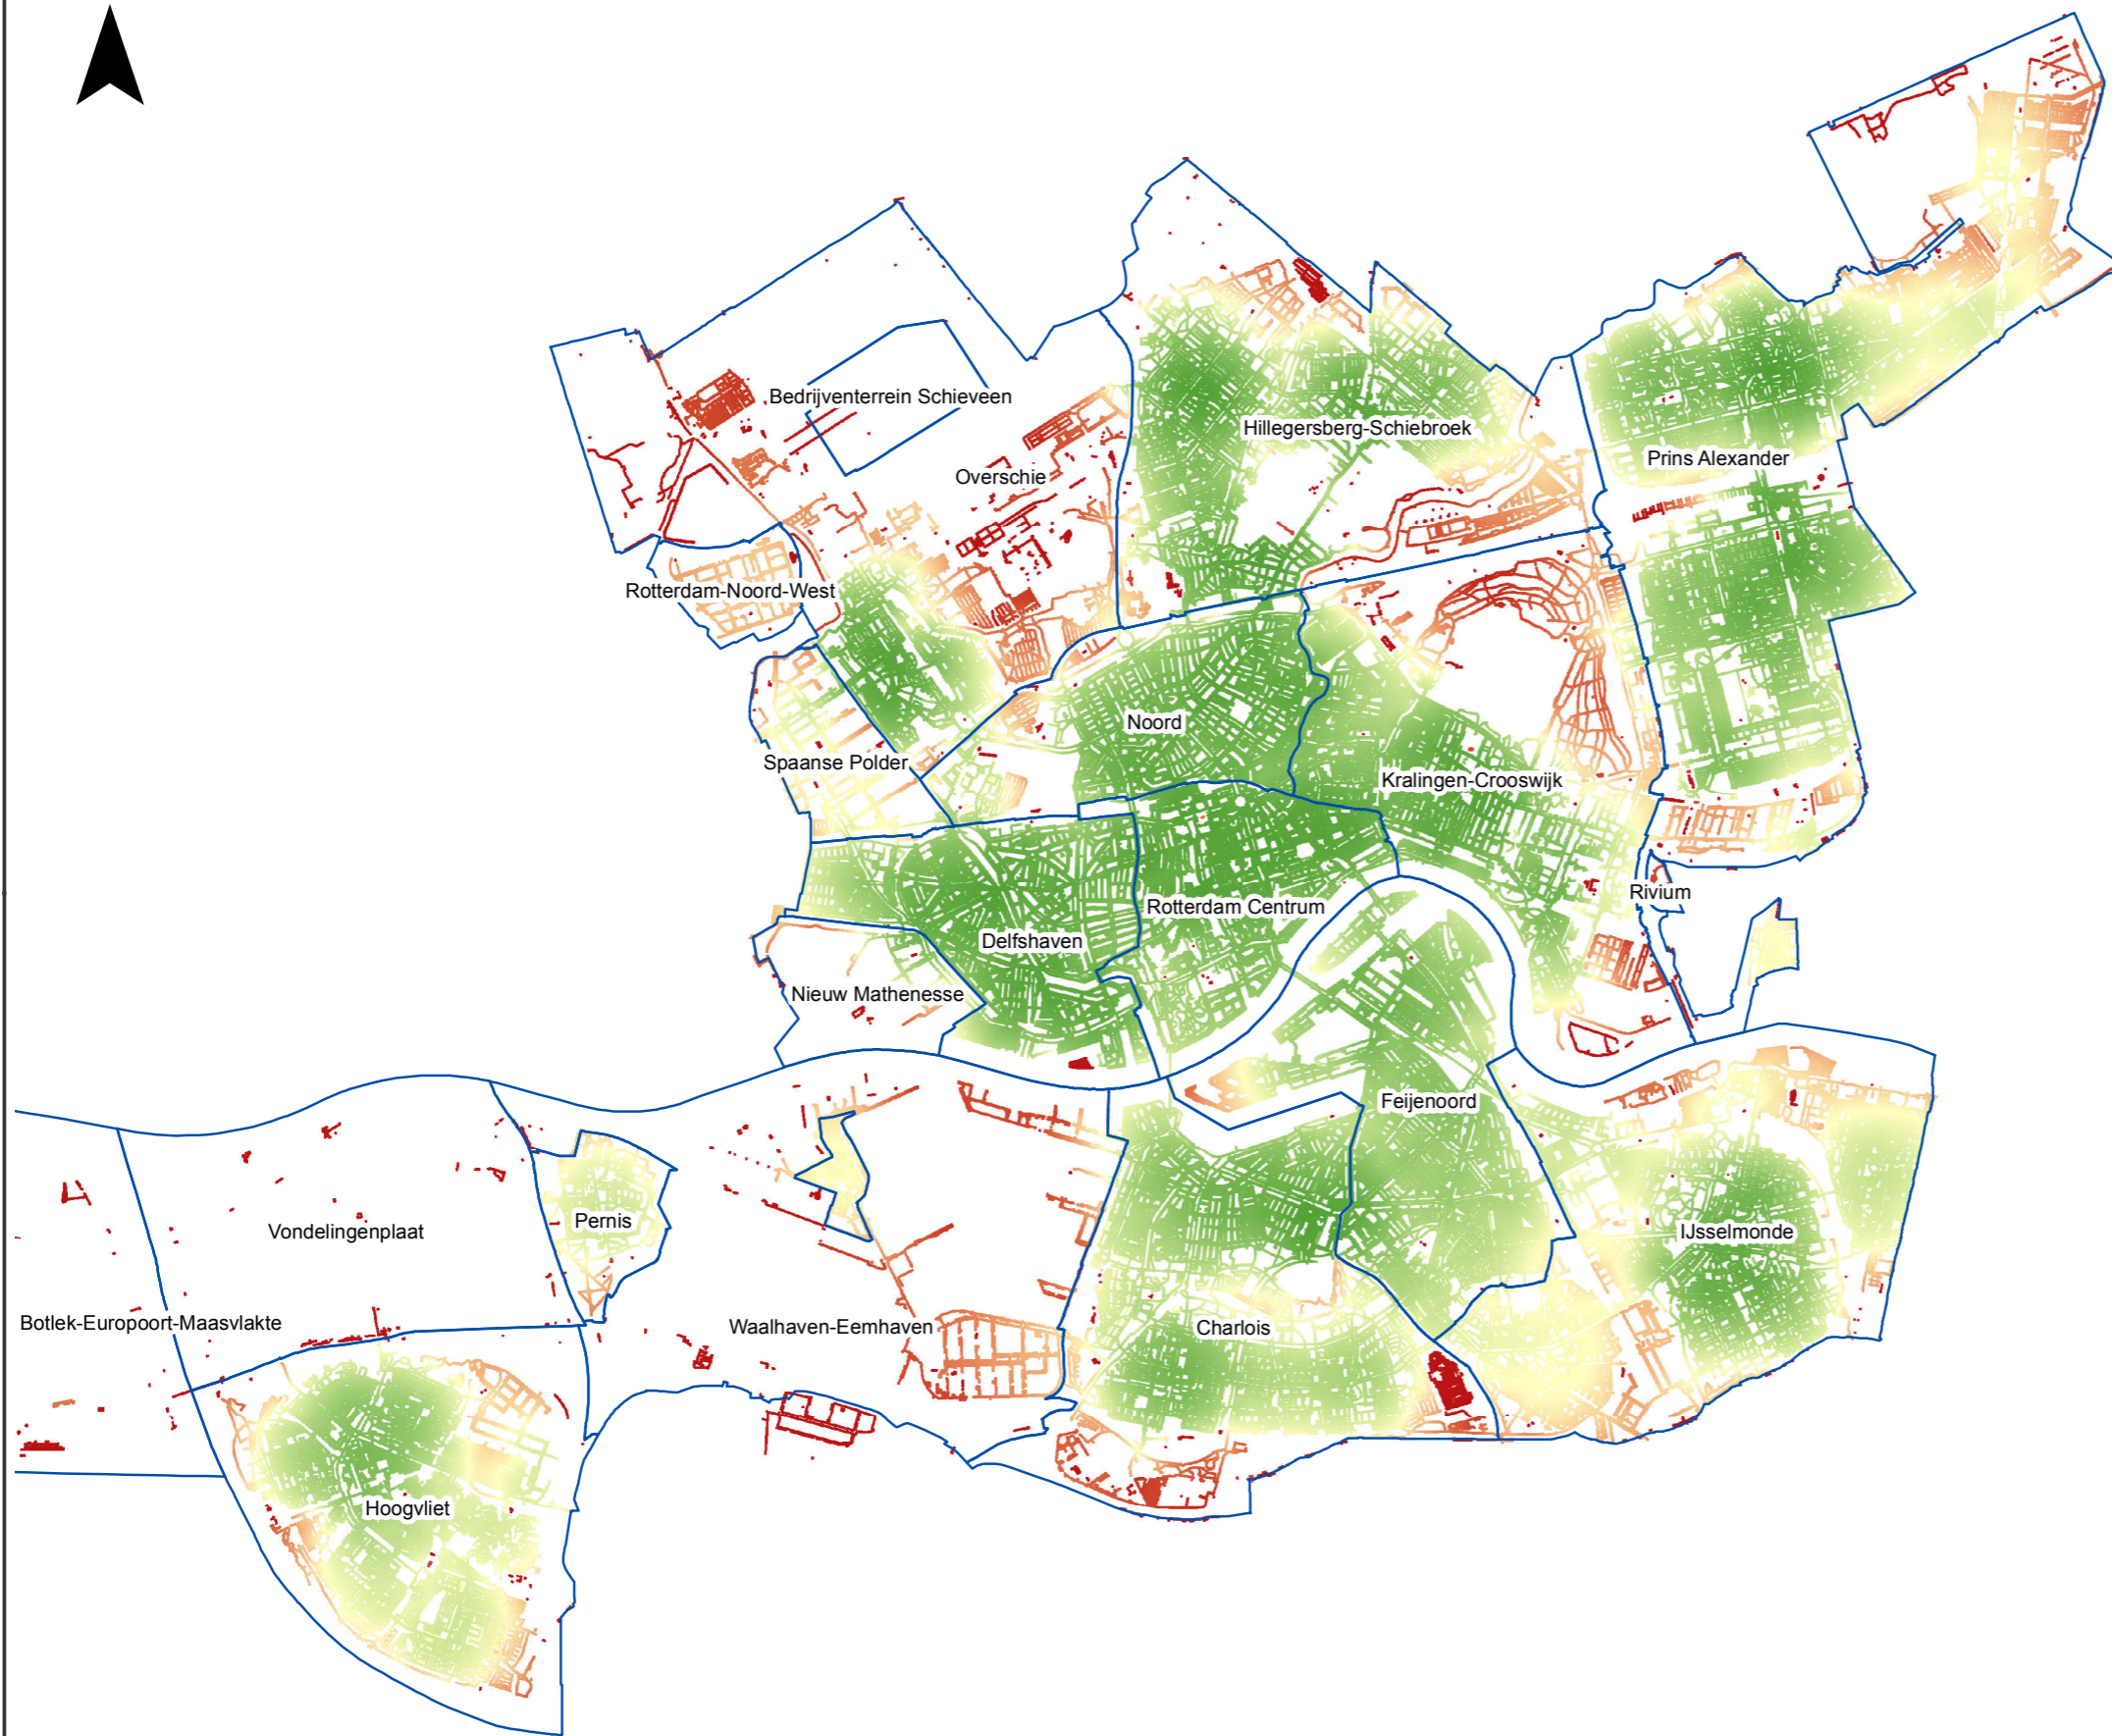 Bedrijventerrein Schieveen
Hillegersberg-Schiebroek
Prins Alexander
Overschie
Rotterdam-Noord-West
Noord
Spaanse Polder
Kralingen-Crooswijk
Rivium
Rotterdam Centrum
Delfshaven
Nieuw Mathenesse
Feijenoord
Pernis
Vondelingenplaat
IJsselmonde
Botlek-Europoort-Maasvlakte
Waalhaven-Eemhaven
Charlois
Hoogvliet